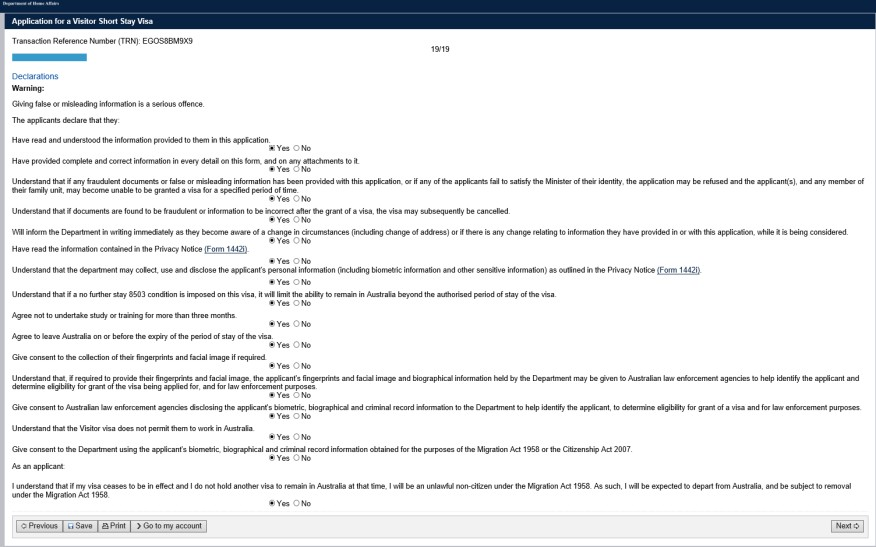 Department of Home Affairs
Application for a Visitor Short Stay Visa
Transaction Reference Number (TRN): EGOS8BM9X9
19/19
Declarations
Warning:
Giving false or misleading information is a serious offence.
The applicants declare that they:
Have read and understood the information provided to them in this application.
Yes No
Have provided complete and correct information in every detail on this form, and on any attachments to it.
Yes No
Understand that if any fraudulent documents or false or misleading information has been provided with this application, or if any of the applicants fail to satisfy the Minister of their identity, the application may be refused and the applicant(s), and any member of
their family unit, may become unable to be granted a visa for a specified period of time.
Yes No
Understand that if documents are found to be fraudulent or information to be incorrect after the grant of a visa, the visa may subsequently be cancelled.
Yes No
Will inform the Department in writing immediately as they become aware of a change in circumstances (including change of address) or if there is any change relating to information they have provided in or with this application, while it is being considered.
Yes No
Have read the information contained in the Privacy Notice (Form 1442i).
Yes No
Understand that the department may collect, use and disclose the applicant's personal information (including biometric information and other sensitive information) as outlined in the Privacy Notice (Form 1442i).
Yes No
Understand that if a no further stay 8503 condition is imposed on this visa, it will limit the ability to remain in Australia beyond the authorised period of stay of the visa.
Yes No
Agree not to undertake study or training for more than three months.
Yes No
Agree to leave Australia on or before the expiry of the period of stay of the visa.
Yes No
Give consent to the collection of their fingerprints and facial image if required.
Yes No
Understand that, if required to provide their fingerprints and facial image, the applicant's fingerprints and facial image and biographical information held by the Department may be given to Australian law enforcement agencies to help identify the applicant and
determine eligibility for grant of the visa being applied for, and for law enforcement purposes.
Yes No
Give consent to Australian law enforcement agencies disclosing the applicant's biometric, biographical and criminal record information to the Department to help identify the applicant, to determine eligibility for grant of a visa and for law enforcement purposes.
Yes No
Understand that the Visitor visa does not permit them to work in Australia.
Yes No
Give consent to the Department using the applicant's biometric, biographical and criminal record information obtained for the purposes of the Migration Act 1958 or the Citizenship Act 2007.
Yes No
As an applicant:
I understand that if my visa ceases to be in effect and I do not hold another visa to remain in Australia at that time, I will be an unlawful non-citizen under the Migration Act 1958. As such, I will be expected to depart from Australia, and be subject to removal
under the Migration Act 1958.
Yes No
Previous Save Print Go to my account Next